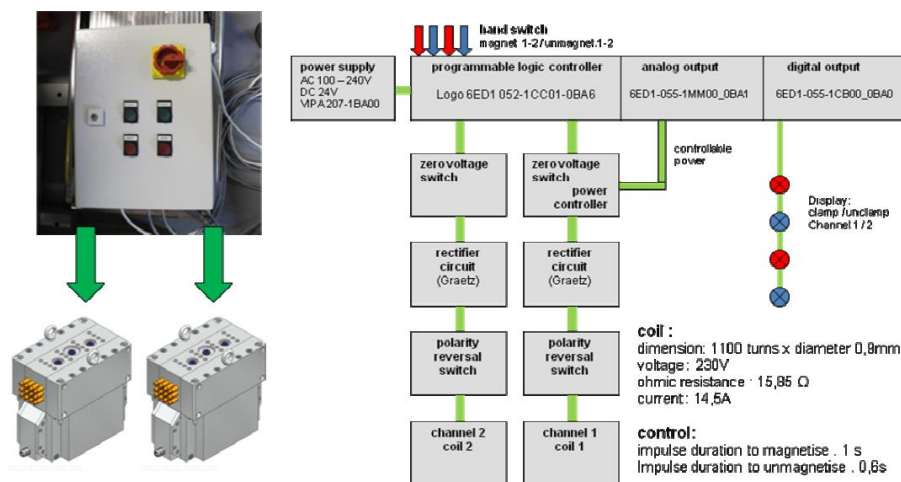 hand switch
magnet 1-2/unmagnet.1-2
power supply
AC 100 – 240V
DC 24V
VIPA 207-1BA00
programmable logic controller
Logo 6ED1 052-1CC01-0BA6
analog output
6ED1-055-1MM00_0BA1
digital output
6ED1-055-1CB00_0BA0
zero voltage
switch
zero voltage
switch
power
controller
controllable
power
Display:
clamp /unclamp
Channel 1 / 2
rectifier
circuit
(Graetz)
rectifier
circuit
(Graetz)
polarity
reversal
switch
polarity
reversal
switch
channel 2
coil 2
channel 1
coil 1
coil :
dimension: 1100 turns x diameter 0,9mm
voltage : 230V
ohmic resistance : 15,85 Ω
current : 14,5A
control:
impulse duration to magnetise . 1 s
Impulse duration to unmagnetise . 0,6s